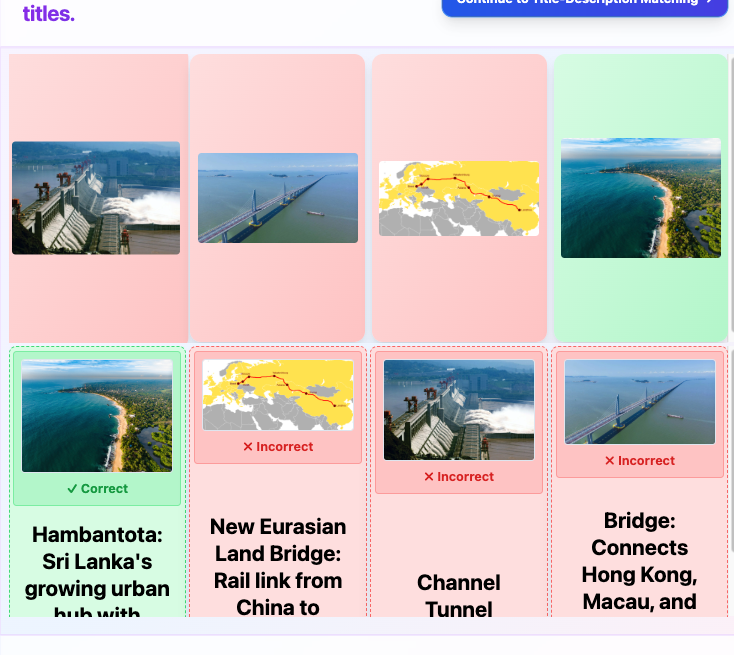 titles.
Continue to Title-Description Matching
✓ Correct
Hambantota:
Sri Lanka's
growing urban
hub with
✕ Incorrect
New Eurasian
Land Bridge:
Rail link from
China to
✕ Incorrect
Channel
Tunnel
✕ Incorrect
Bridge:
Connects
Hong Kong,
Macau, and